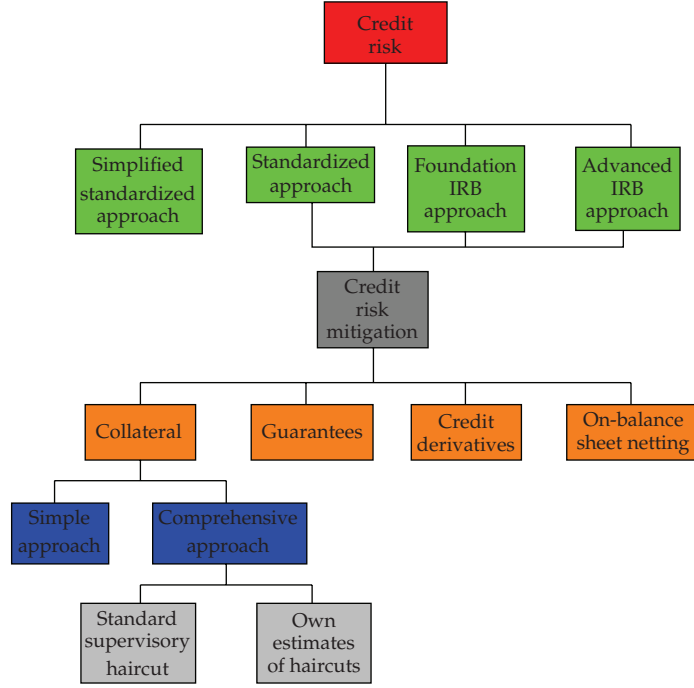 Credit
risk
Simplified
standardized
approach
Standardized
approach
Foundation
IRB
approach
Advanced
IRB
approach
Credit
risk
mitigation
Collateral
Guarantees
Credit
derivatives
On-balance
sheet netting
Simple
approach
Comprehensive
approach
Standard
supervisory
haircut
Own
estimates
of haircuts